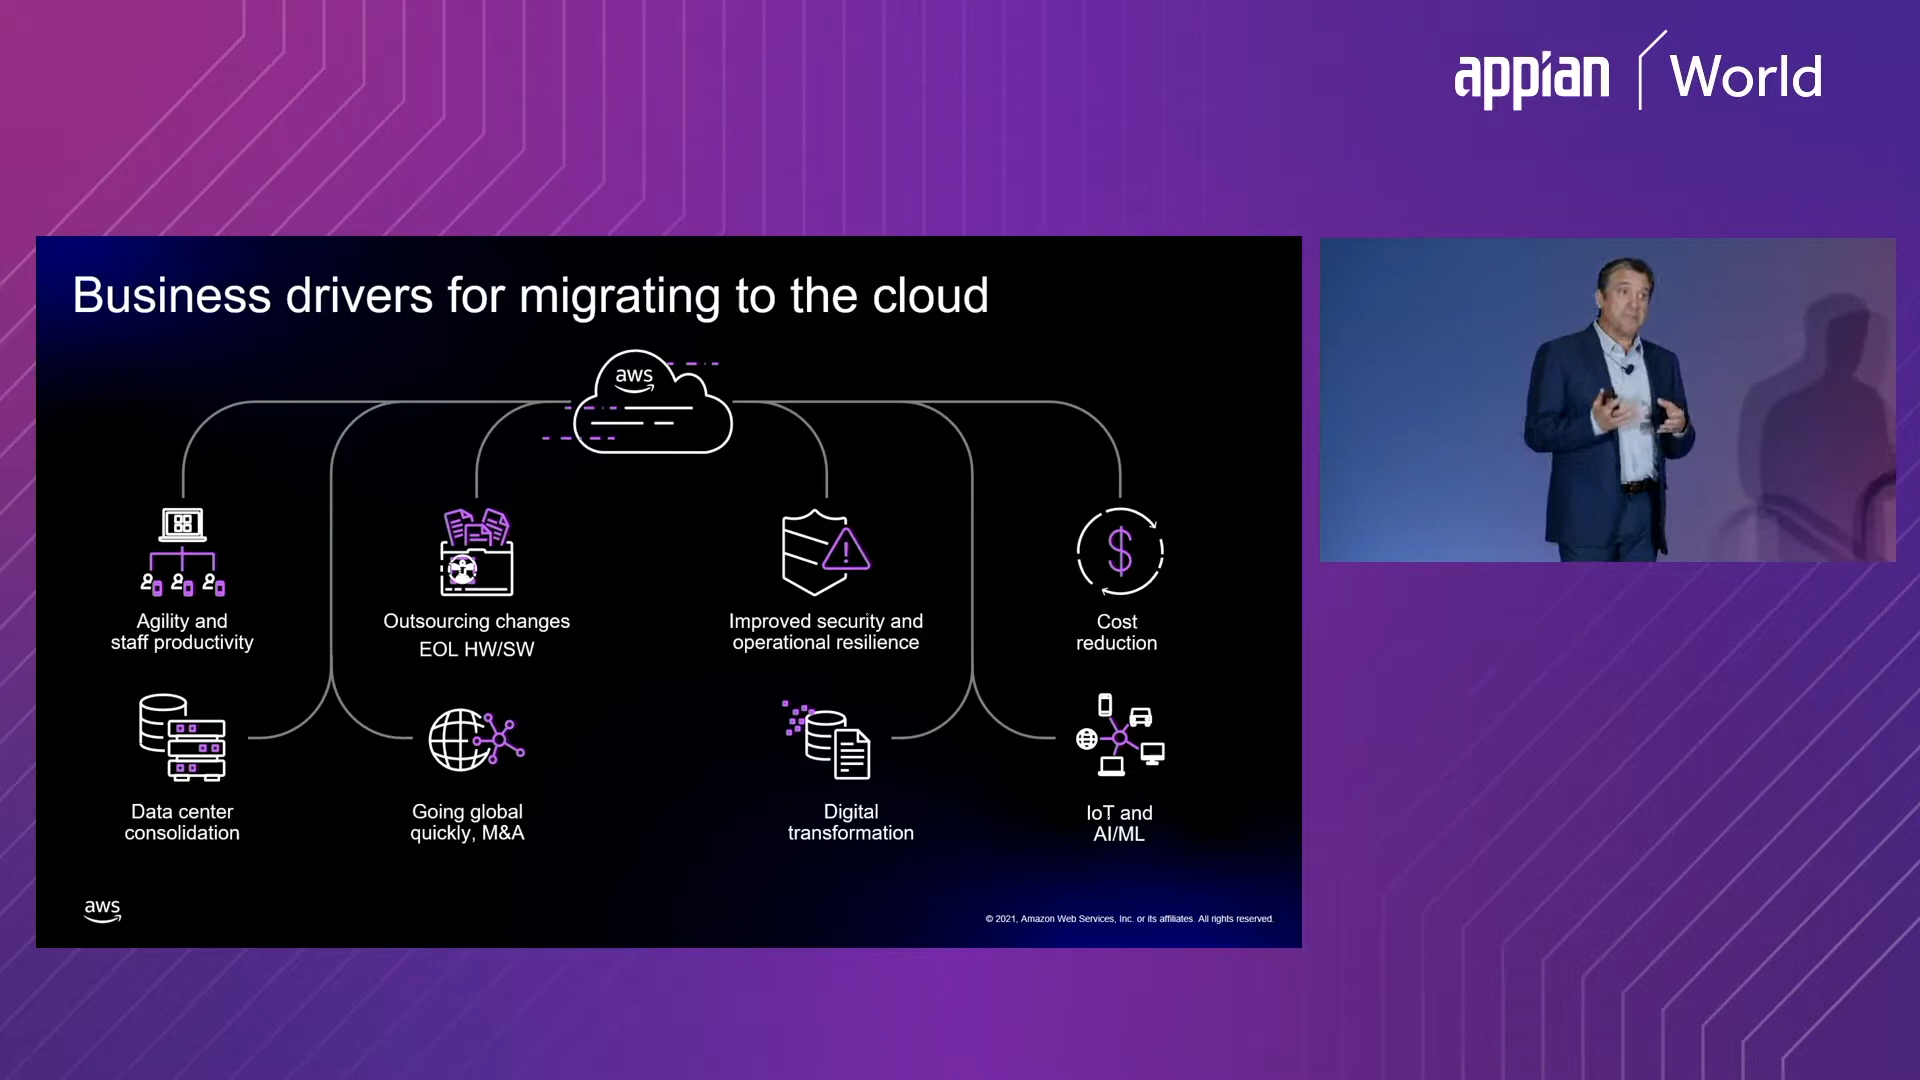 appian World
Business drivers for migrating to the cloud
aws
Agility and
staff productivity
Outsourcing changes
EOL HW/SW
Improved security and
operational resilience
Cost
reduction
Data center
consolidation
Going global
quickly, M&A
Digital
transformation
IoT and
AI/ML
aws
© 2021, Amazon Web Services, Inc. or its affiliates. All rights reserved.